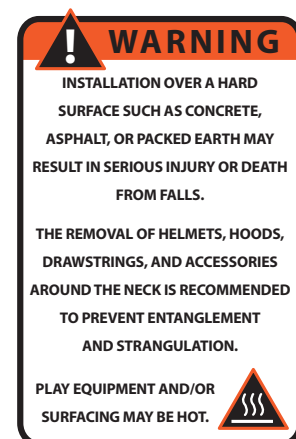 ! WARNING
INSTALLATION OVER A HARD
SURFACE SUCH AS CONCRETE,
ASPHALT, OR PACKED EARTH MAY
RESULT IN SERIOUS INJURY OR DEATH
FROM FALLS.
THE REMOVAL OF HELMETS, HOODS,
DRAWSTRINGS, AND ACCESSORIES
AROUND THE NECK IS RECOMMENDED
TO PREVENT ENTANGLEMENT
AND STRANGULATION.
PLAY EQUIPMENT AND/OR
SURFACING MAY BE HOT.